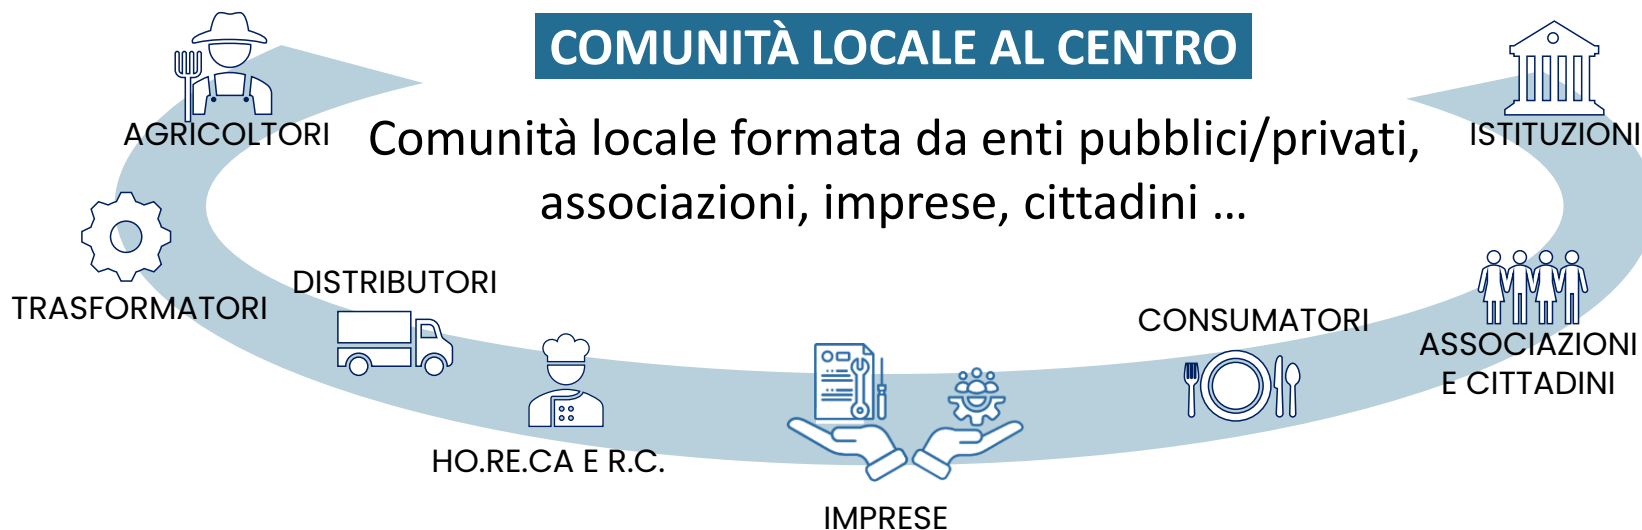 COMUNITÀ LOCALE AL CENTRO
Comunità locale formata da enti pubblici/privati,
associazioni, imprese, cittadini ...
AGRICOLTORI
TRASFORMATORI
DISTRIBUTORI
HO.RE.CA E R.C.
IMPRESE
CONSUMATORI
ASSOCIAZIONI
E CITTADINI
ISTITUZIONI